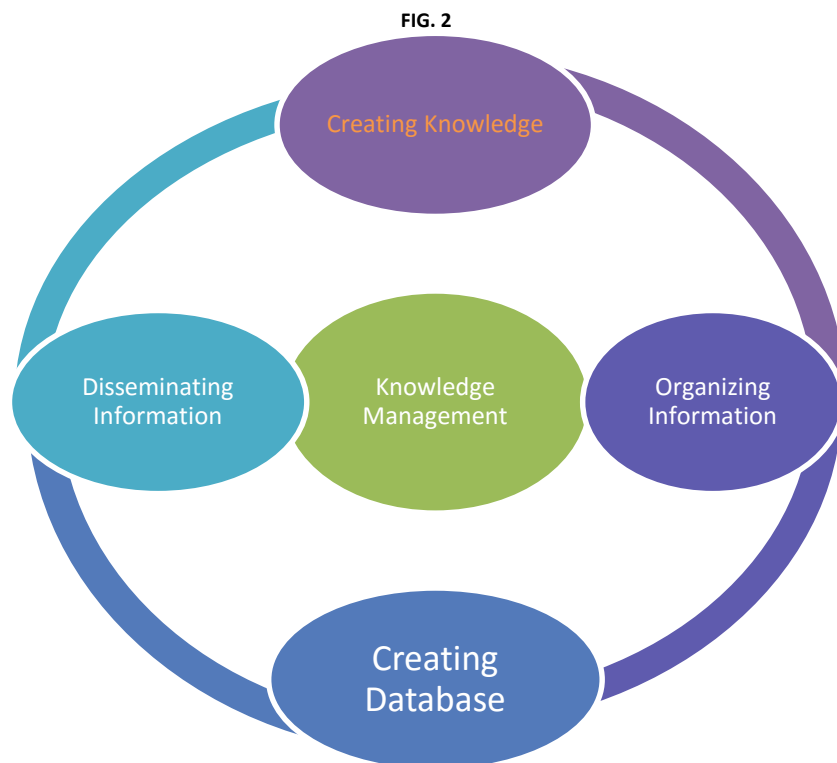 FIG. 2
Creating Knowledge
Disseminating
Information
Knowledge
Management
Organizing
Information
Creating
Database